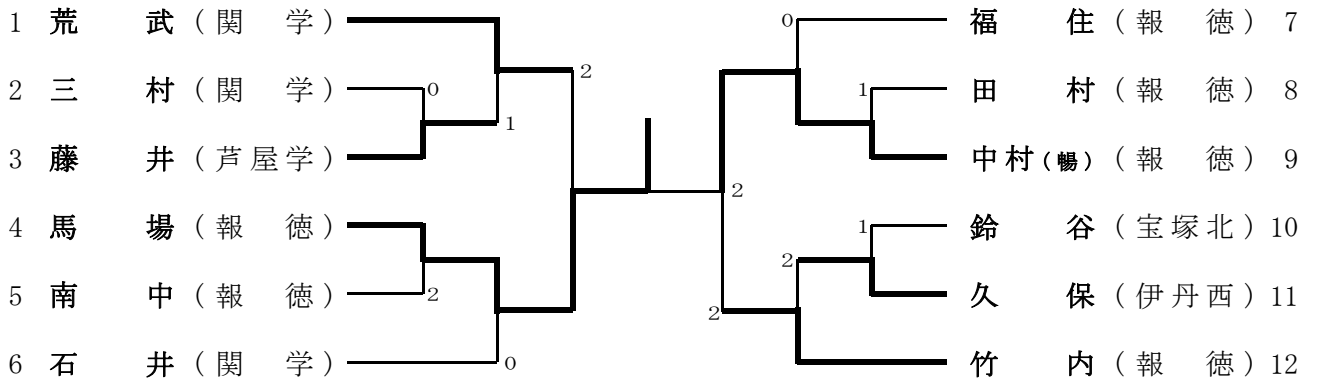 1 荒 武 (関 学)
2 三 村 (関 学)
3 藤 井 (芦屋学)
4 馬 場 (報 徳)
5 南 中 (報 徳)
6 石 井 (関 学)
0
1
2
2
0
2
2
0
1
1
2
2
福 住 (報 徳) 7
田 村 (報 徳) 8
中村(暢) (報 徳) 9
鈴 谷 (宝塚北) 10
久 保 (伊丹西) 11
竹 内 (報 徳) 12